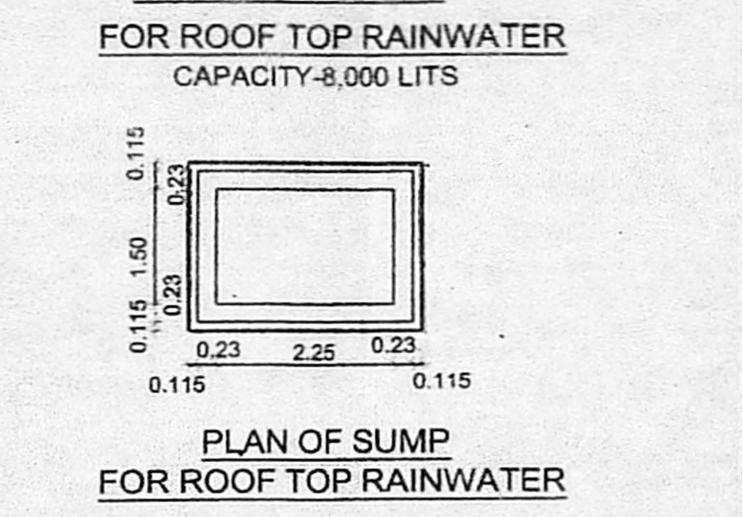 FOR ROOF TOP RAINWATER
CAPACITY-8,000 LITS
0.115
0.23
1.50
0.23
0.115
0.23 2.25 0.23
0.115 0.115
PLAN OF SUMP
FOR ROOF TOP RAINWATER